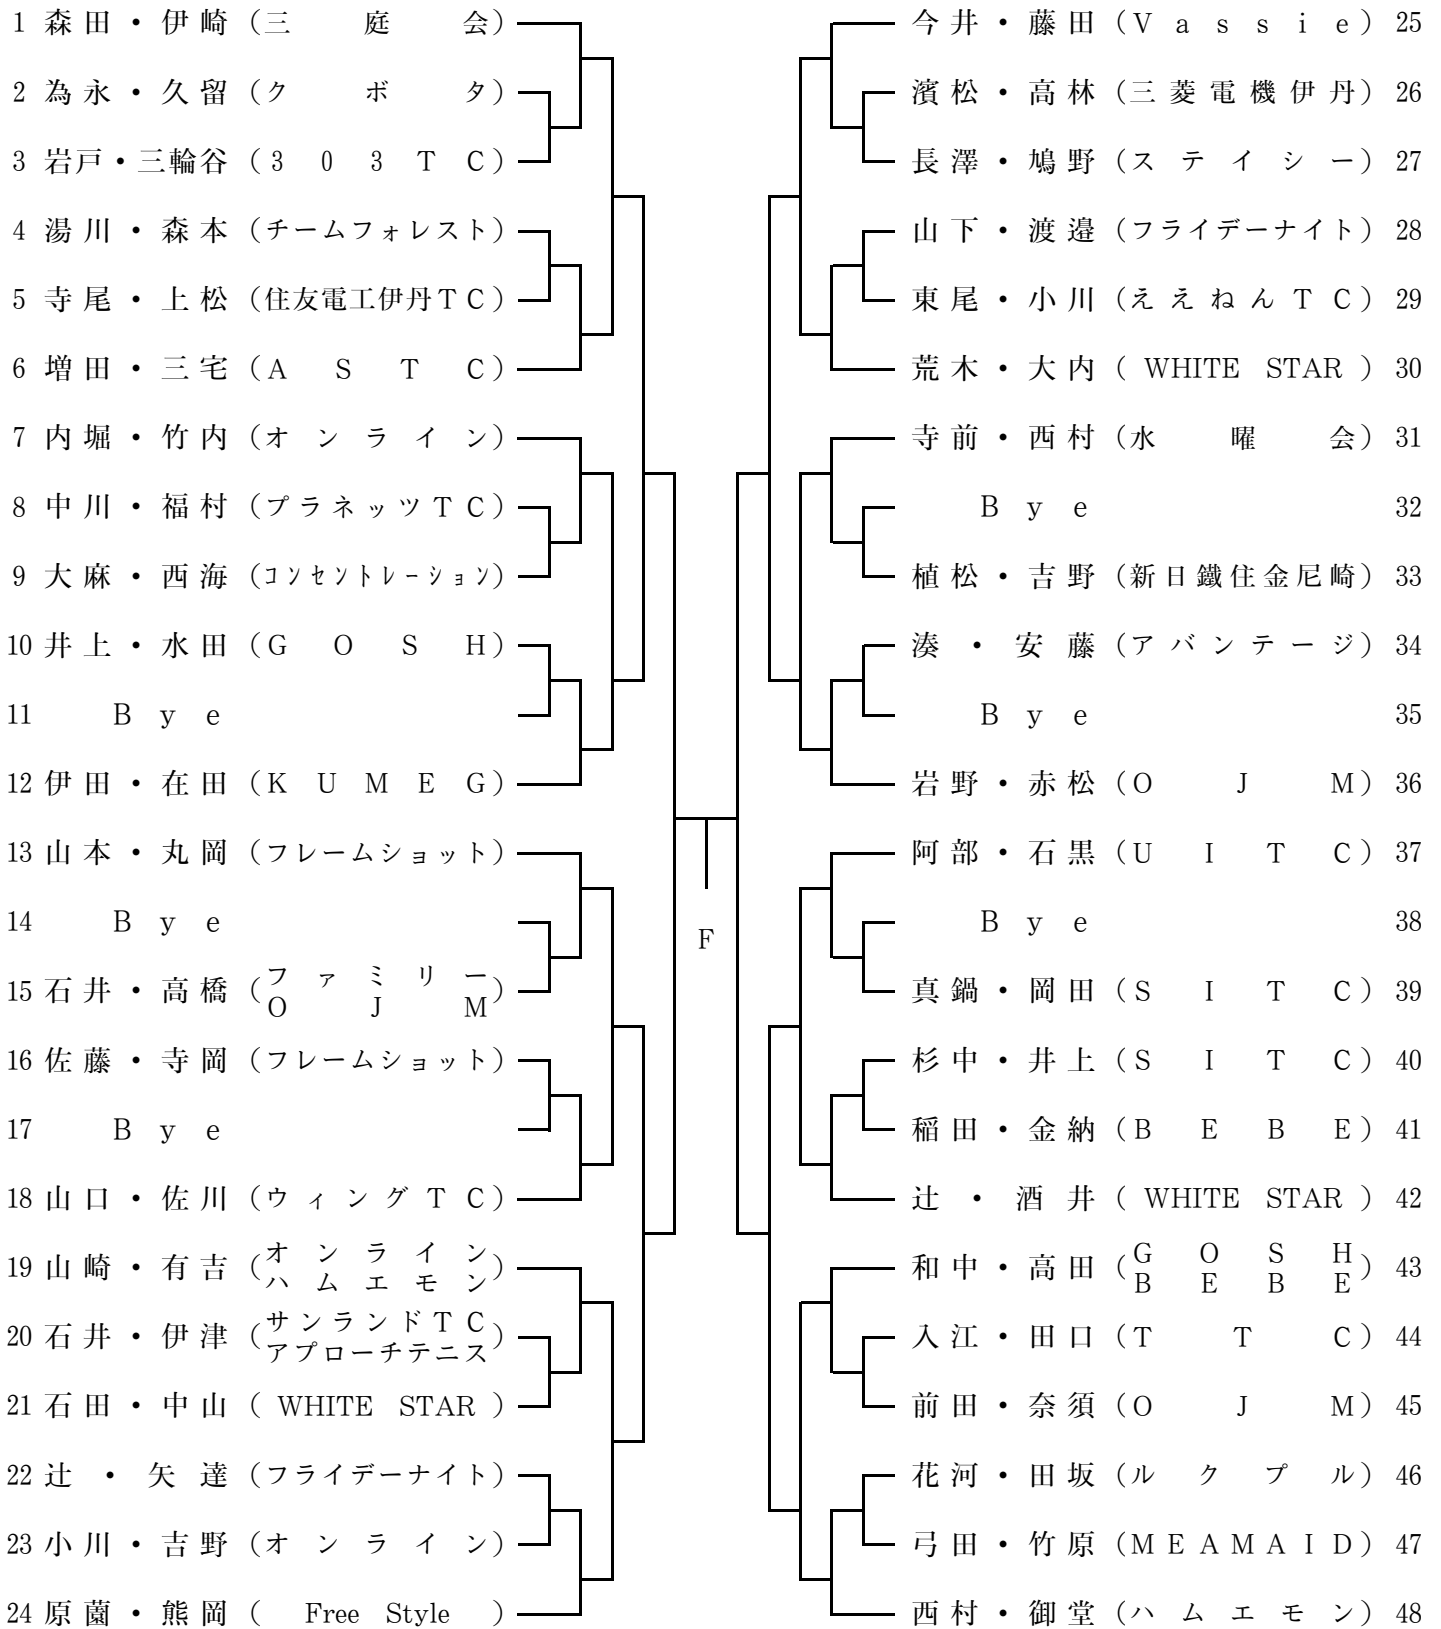 1 森田・伊崎 (三庭会)
2 為永・久留 (クボタ)
3 岩戸・三輪谷 (303TC)
4 湯川・森本 (チームフォレスト)
5 寺尾・上松 (住友電工伊丹TC)
6 増田・三宅 (ASTC)
7 内堀・竹内 (オンライン)
8 中川・福村 (プラネッツTC)
9 大麻・西海 (コンセントレーション)
10 井上・水田 (GOSH)
11 Bye
12 伊田・在田 (KUMEG)
13 山本・丸岡 (フレームショット)
14 Bye
15 石井・高橋 (ファミリー
OJM)
16 佐藤・寺岡 (フレームショット)
17 Bye
18 山口・佐川 (ウィングTC)
19 山崎・有吉 (オンライン
ハムエモン)
20 石井・伊津 (サンランドTC
アプローチテニス)
21 石田・中山 (WHITE STAR)
22 辻・矢達 (フライデーナイト)
23 小川・吉野 (オンライン)
24 原薗・熊岡 (Free Style)
F
今井・藤田 (Vassie) 25
濱松・高林 (三菱電機伊丹) 26
長澤・鳩野 (ステイシー) 27
山下・渡邉 (フライデーナイト) 28
東尾・小川 (ええねんTC) 29
荒木・大内 (WHITE STAR) 30
寺前・西村 (水曜会) 31
Bye 32
植松・吉野 (新日鐵住金尼崎) 33
湊・安藤 (アバンテージ) 34
Bye 35
岩野・赤松 (OJM) 36
阿部・石黒 (UITC) 37
Bye 38
真鍋・岡田 (SITC) 39
杉中・井上 (SITC) 40
稲田・金納 (BEBE) 41
辻・酒井 (WHITE STAR) 42
和中・高田 (GOSH
BEBE) 43
入江・田口 (TTC) 44
前田・奈須 (OJM) 45
花河・田坂 (ルクプル) 46
弓田・竹原 (MEAMAID) 47
西村・御堂 (ハムエモン) 48